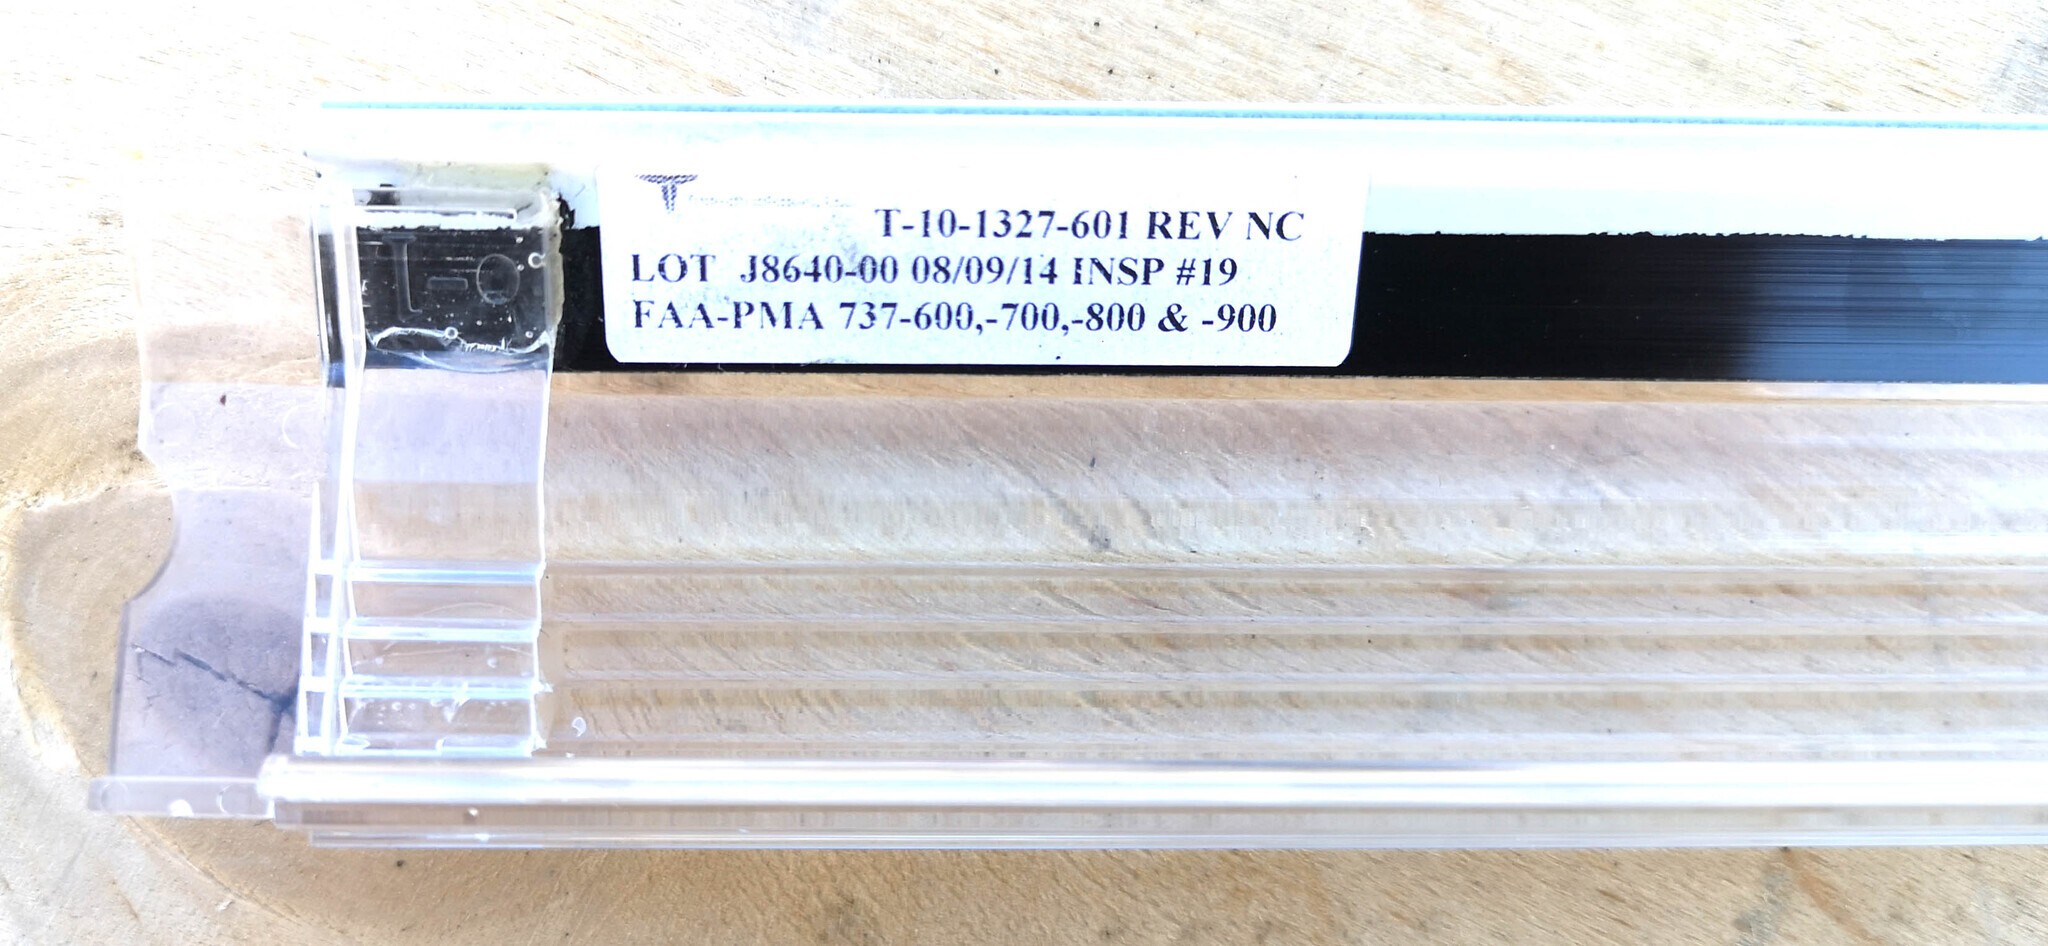 T-10-1327-601 REV NC
LOT J8640-00 08/09/14 INSP #19
FAA-PMA 737-600,-700,-800 & -900